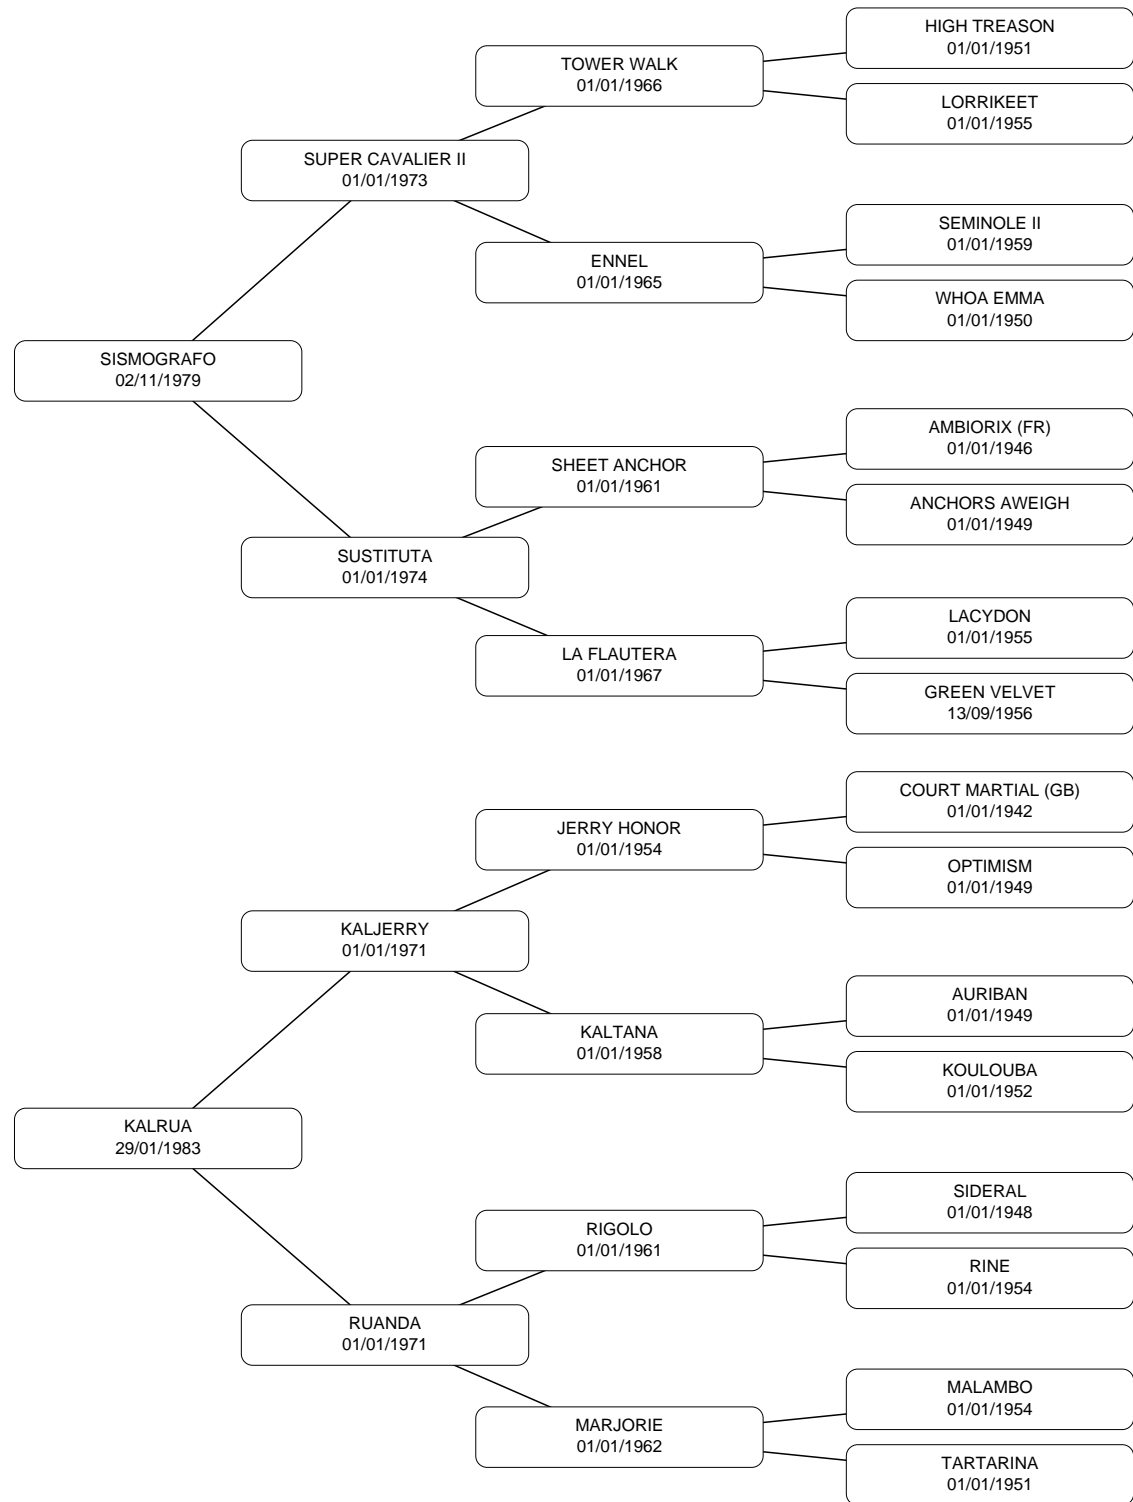 HIGH TREASON
01/01/1951
TOWER WALK
01/01/1966
LORRIKEET
01/01/1955
SUPER CAVALIER II
01/01/1973
SEMINOLE II
01/01/1959
ENNEL
01/01/1965
WHOA EMMA
01/01/1950
SISMOGRAFO
02/11/1979
AMBIORIX (FR)
01/01/1946
SHEET ANCHOR
01/01/1961
ANCHORS AWEIGH
01/01/1949
SUSTITUTA
01/01/1974
LACYDON
01/01/1955
LA FLAUTERA
01/01/1967
GREEN VELVET
13/09/1956
COURT MARTIAL (GB)
01/01/1942
JERRY HONOR
01/01/1954
OPTIMISM
01/01/1949
KALJERRY
01/01/1971
AURIBAN
01/01/1949
KALTANA
01/01/1958
KOULOUBA
01/01/1952
KALRUA
29/01/1983
SIDERAL
01/01/1948
RIGOLO
01/01/1961
RINE
01/01/1954
RUANDA
01/01/1971
MALAMBO
01/01/1954
MARJORIE
01/01/1962
TARTARINA
01/01/1951